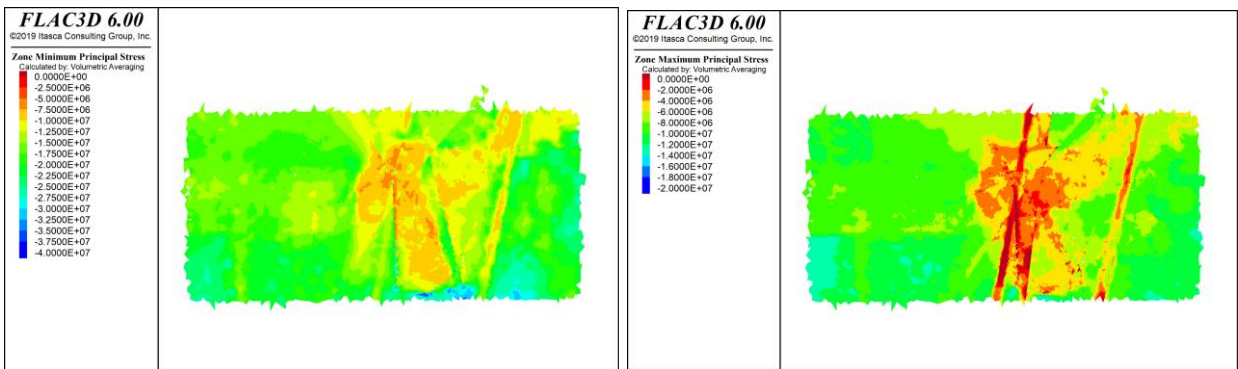 FLAC3D 6.00
©2019 Itasca Consulting Group, Inc.
Zone Minimum Principal Stress
Calculated by: Volumetric Averaging
0.0000E+00
-2.5000E+06
-5.0000E+06
-7.5000E+06
-1.0000E+07
-1.2500E+07
-1.5000E+07
-1.7500E+07
-2.0000E+07
-2.2500E+07
-2.5000E+07
-2.7500E+07
-3.0000E+07
-3.2500E+07
-3.5000E+07
-3.7500E+07
-4.0000E+07
FLAC3D 6.00
©2019 Itasca Consulting Group, Inc.
Zone Maximum Principal Stress
Calculated by: Volumetric Averaging
0.0000E+00
-2.0000E+06
-4.0000E+06
-6.0000E+06
-8.0000E+06
-1.0000E+07
-1.2000E+07
-1.4000E+07
-1.6000E+07
-1.8000E+07
-2.0000E+07